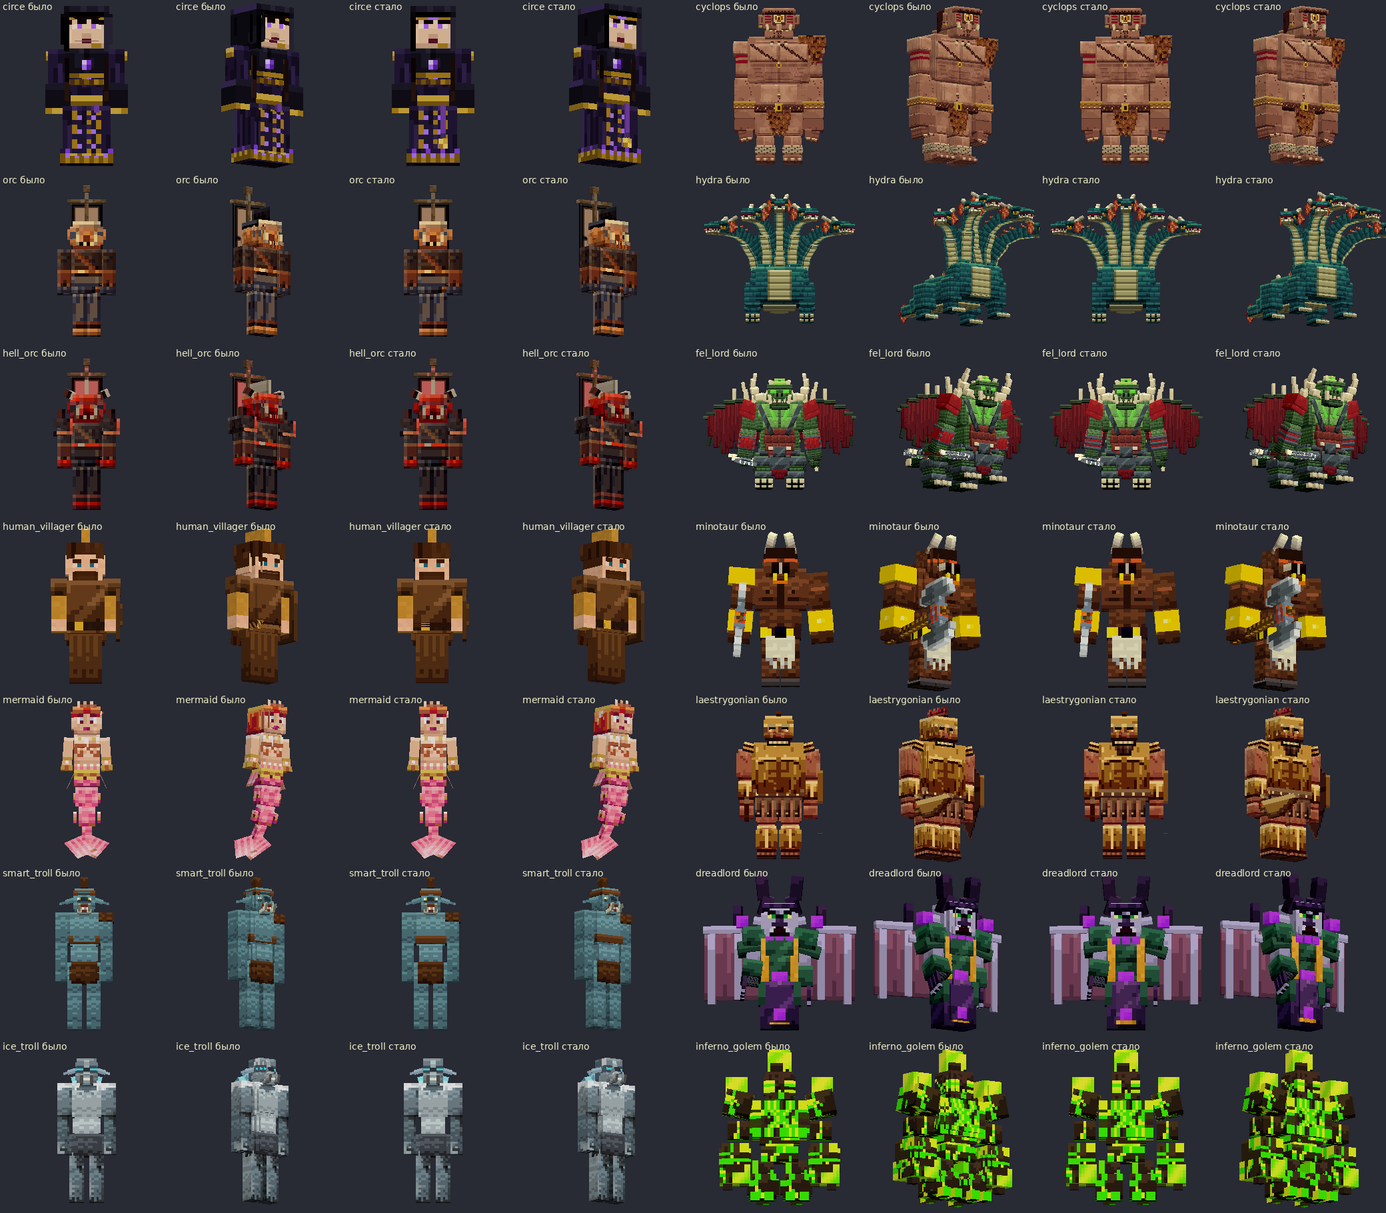 circe было circe было circe стало circe стало cyclops было cyclops было cyclops стало cyclops стало
orc было orc было orc стало orc стало hydra было hydra было hydra стало hydra стало
hell_orc было hell_orc было hell_orc стало hell_orc стало fel_lord было fel_lord было fel_lord стало fel_lord стало
human_villager было human_villager было human_villager стало human_villager стало minotaur было minotaur было minotaur стало minotaur стало
mermaid было mermaid было mermaid стало mermaid стало laestrygonian было laestrygonian было laestrygonian стало laestrygonian стало
smart_troll было smart_troll было smart_troll стало smart_troll стало dreadlord было dreadlord было dreadlord стало dreadlord стало
ice_troll было ice_troll было ice_troll стало ice_troll стало inferno_golem было inferno_golem было inferno_golem стало inferno_golem стало